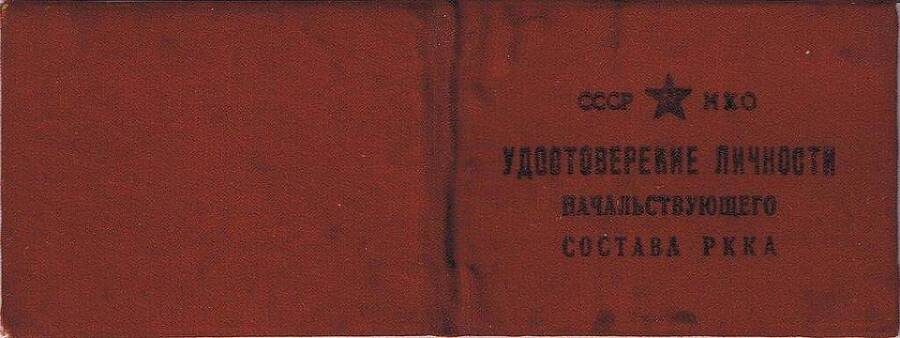 СССР НКО
УДОСТОВЕРЕНИЕ ЛИЧНОСТИ
НАЧАЛЬСТВУЮЩЕГО
СОСТАВА РККА